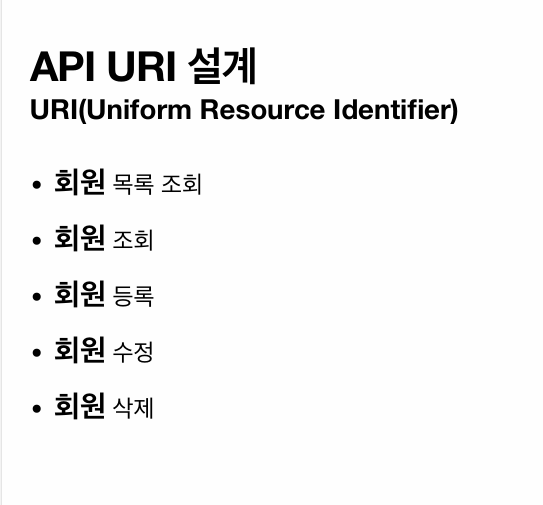 API URI 설계
URI(Uniform Resource Identifier)
• 회원 목록 조회
• 회원 조회
• 회원 등록
• 회원 수정
• 회원 삭제